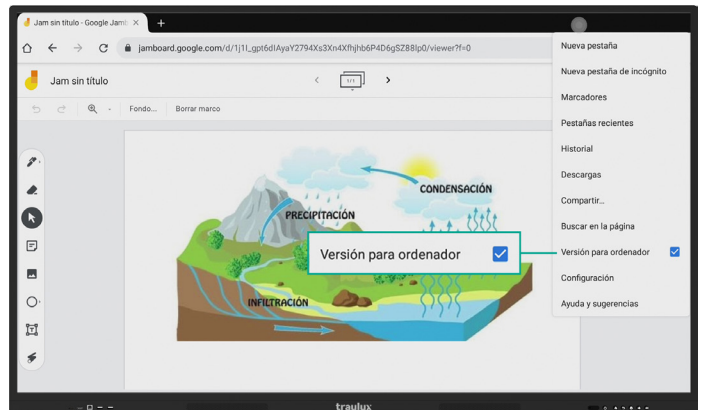 Jam sin título - Google Jamb
jamboard.google.com/d/1j1l_gpt6dIAyaY2794Xs3Xn4Xfhjhb6P4D6gSZ88lp0/viewer?f=0
Jam sin título
1/1
Fondo...
Borrar marco
CONDENSACIÓN
PRECIPITACIÓN
INFILTRACIÓN
Versión para ordenador
Nueva pestaña
Nueva pestaña de incógnito
Marcadores
Pestañas recientes
Historial
Descargas
Compartir...
Buscar en la página
Versión para ordenador
Configuración
Ayuda y sugerencias
traulux